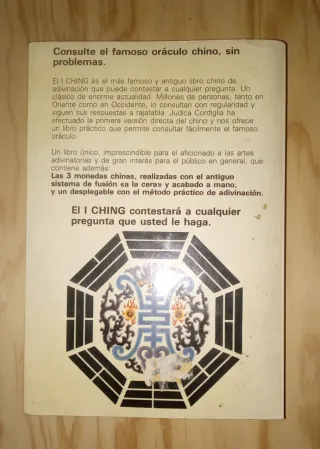 Consulte el famoso oráculo chino, sin
problemas.
El I CHING es el más famoso y antiguo libro chino de
adivinación que puede contestar a cualquier pregunta. Un
clásico de enorme actualidad. Millones de personas, tanto en
Oriente como en Occidente, lo consultan con regularidad y
siguen sus respuestas a rajatabla. Judica Cordiglia ha
efectuado la primera versión directa del chino y nos ofrece
un libro práctico que permite consultar fácilmente el famoso
oráculo.
Un libro único, imprescindible para el aficionado a las artes
adivinatorias y de gran interés para el público en general, que
contiene además:
Las 3 monedas chinas, realizadas con el antiguo
sistema de fusión «a la cera» y acabado a mano,
y un desplegable con el método práctico de adivinación.
El I CHING contestará a cualquier
pregunta que usted le haga.